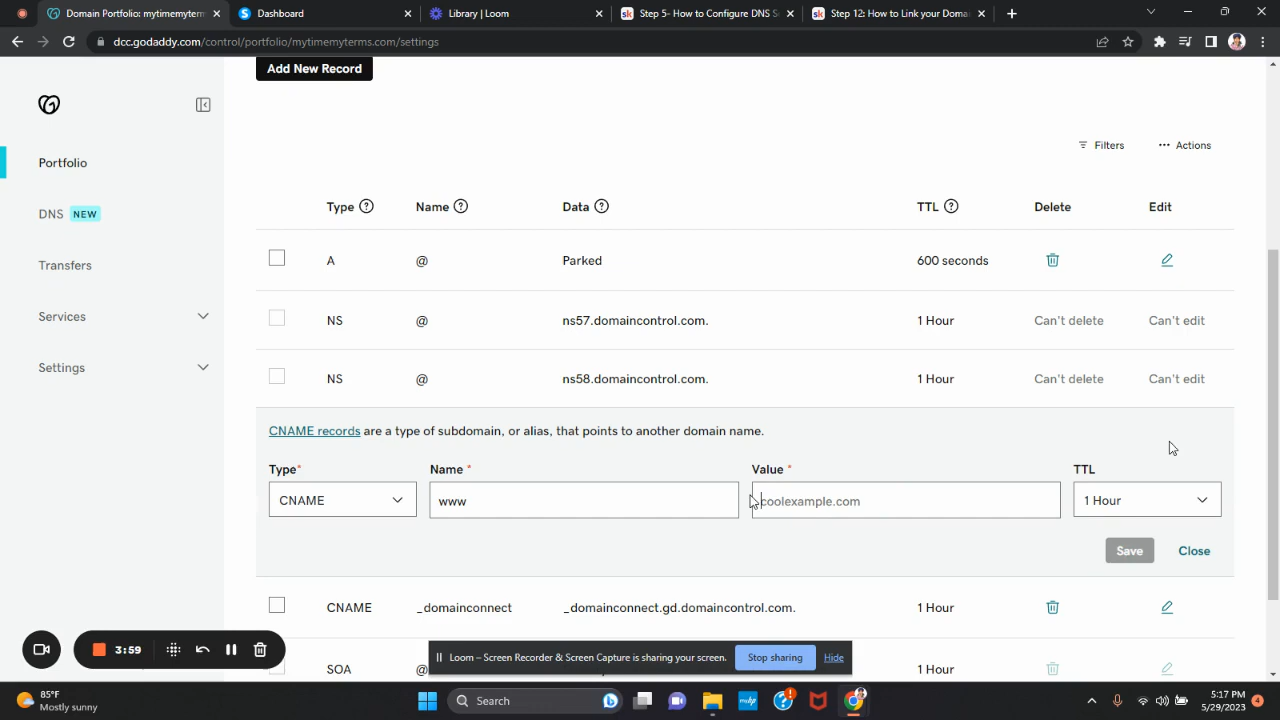 Domain Portfolio: mytimemyterms
Dashboard
Library | Loom
Step 5- How to Configure DNS S
Step 12: How to Link your Doma
dcc.godaddy.com/control/portfolio/mytimemyterms.com/settings
Add New Record
Portfolio
DNS NEW
Transfers
Services
Settings
Filters
Actions
Type Name Data TTL Delete Edit
A @ Parked 600 seconds
NS @ ns57.domaincontrol.com. 1 Hour Can't delete Can't edit
NS @ ns58.domaincontrol.com. 1 Hour Can't delete Can't edit
CNAME records are a type of subdomain, or alias, that points to another domain name.
Type* Name * Value * TTL
CNAME www coolexample.com 1 Hour
Save Close
CNAME _domainconnect _domainconnect.gd.domaincontrol.com. 1 Hour
3:59
Loom – Screen Recorder & Screen Capture is sharing your screen. Stop sharing Hide
SOA @ 1 Hour
85°F
Mostly sunny
Search
5:17 PM
5/29/2023
4